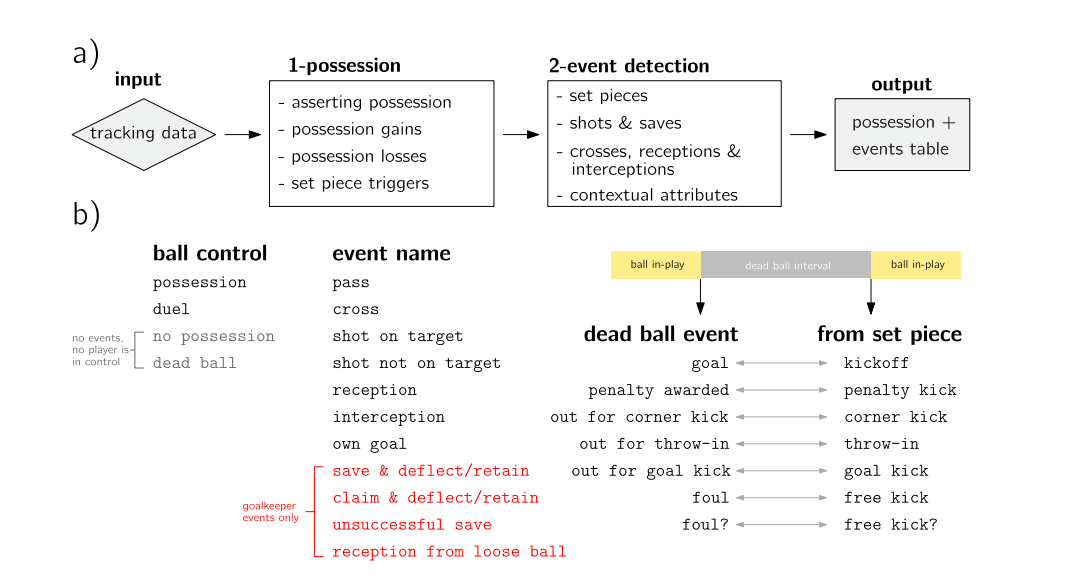 a)
input
tracking data
1-possession
- asserting possession
- possession gains
- possession losses
- set piece triggers
2-event detection
- set pieces
- shots & saves
- crosses, receptions &
interceptions
- contextual attributes
output
possession +
events table
b)
ball control
possession
duel
no possession
dead ball
no events,
no player is
in control
event name
pass
cross
shot on target
shot not on target
reception
interception
own goal
save & deflect/retain
claim & deflect/retain
unsuccessful save
reception from loose ball
goalkeeper
events only
ball in-play
dead ball interval
ball in-play
dead ball event
from set piece
goal
kickoff
penalty awarded
penalty kick
out for corner kick
corner kick
out for throw-in
throw-in
out for goal kick
goal kick
foul
free kick
foul?
free kick?